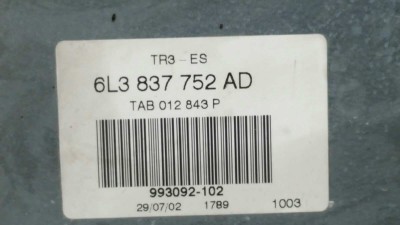 TR3 - ES
6L3 837 752 AD
TAB 012 843 P
993092-102
29/07/02 1789 1003